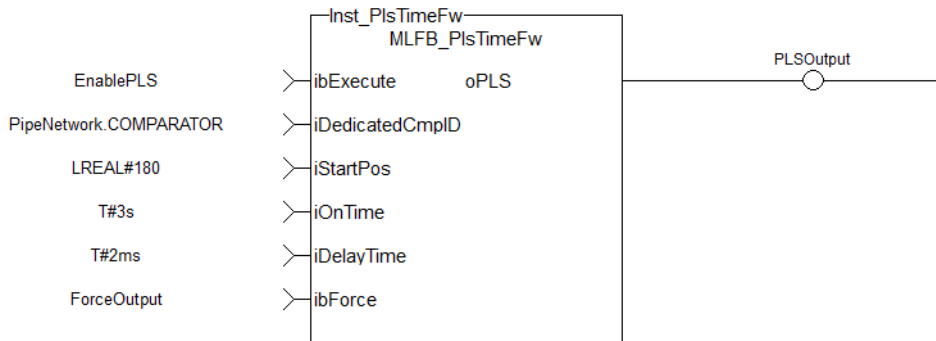 Inst_PlsTimeFw
MLFB_PlsTimeFw
PLSOutput
EnablePLS ibExecute oPLS
PipeNetwork.COMPARATOR iDedicatedCmpID
LREAL#180 iStartPos
T#3s iOnTime
T#2ms iDelayTime
ForceOutput ibForce